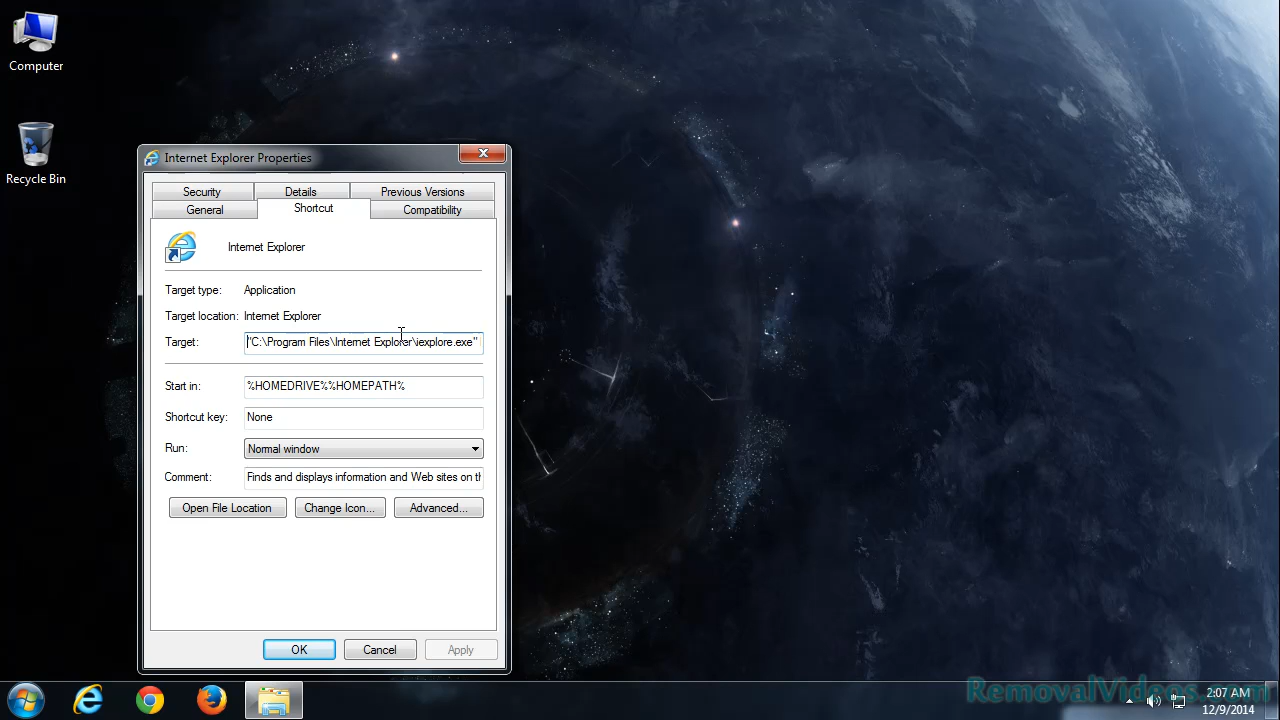 Computer
Recycle Bin
Internet Explorer Properties
Security Details Previous Versions
General Shortcut Compatibility
Internet Explorer
Target type: Application
Target location: Internet Explorer
Target: "C:\Program Files\Internet Explorer\iexplore.exe"
Start in: %HOMEDRIVE%%HOMEPATH%
Shortcut key: None
Run: Normal window
Comment: Finds and displays information and Web sites on th
Open File Location Change Icon... Advanced...
OK Cancel Apply
RemovalVideos.com
2:07 AM
12/9/2014